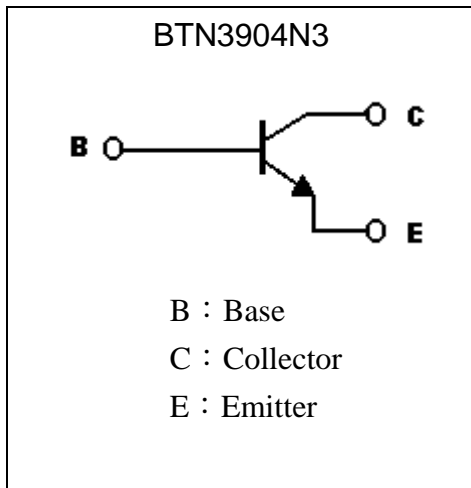 BTN3904N3
C
B
E
B：Base
C：Collector
E：Emitter